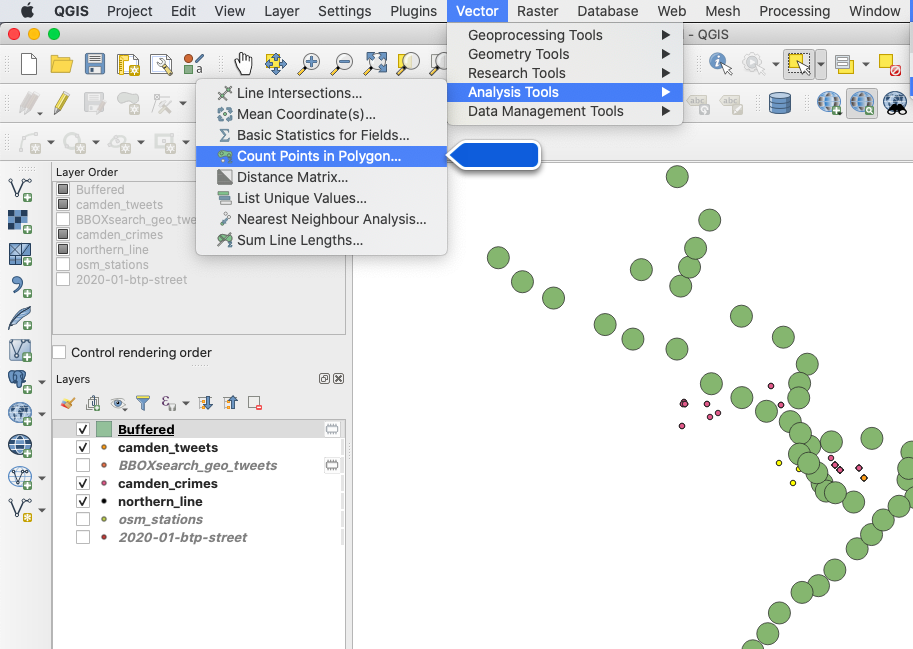 QGIS Project Edit View Layer Settings Plugins Vector Raster Database Web Mesh Processing Window
- QGIS
Geoprocessing Tools
Geometry Tools
Research Tools
Analysis Tools
Data Management Tools
Line Intersections...
Mean Coordinate(s)...
Basic Statistics for Fields...
Count Points in Polygon...
Distance Matrix...
List Unique Values...
Nearest Neighbour Analysis...
Sum Line Lengths...
abc abc
Layer Order
Buffered
camden_tweets
BBOXsearch_geo_twe
camden_crimes
northern_line
osm_stations
2020-01-btp-street
Control rendering order
Layers
Buffered
camden_tweets
BBOXsearch_geo_tweets
camden_crimes
northern_line
osm_stations
2020-01-btp-street